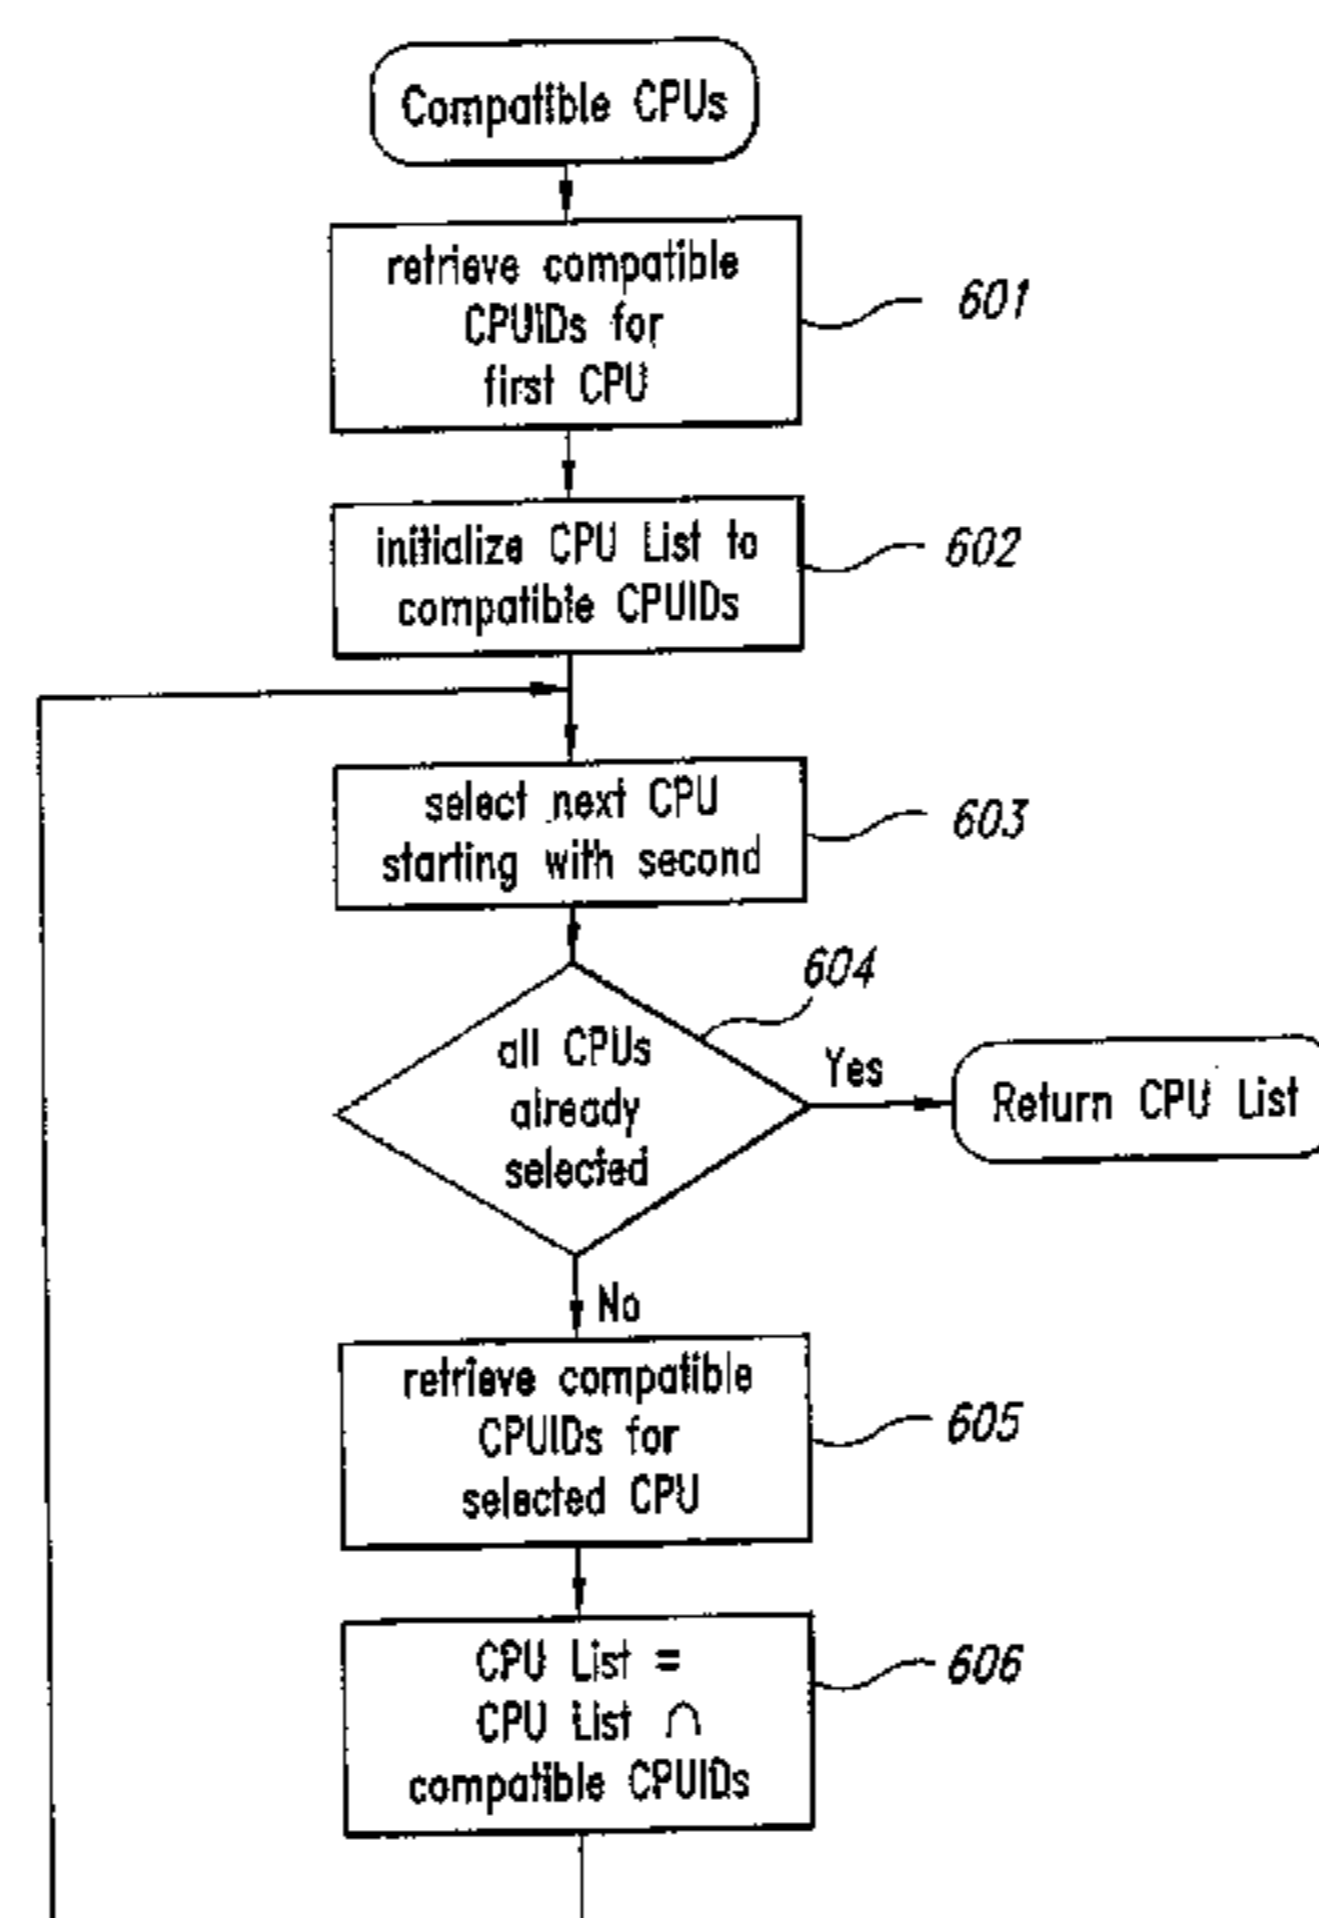 Compatible CPUs
retrieve compatible
CPUIDs for
first CPU
601
initialize CPU List to
compatible CPUIDs
602
select next CPU
starting with second
603
604
all CPUs
already
selected
Yes
Return CPU List
No
retrieve compatible
CPUIDs for
selected CPU
605
CPU List =
CPU List ∩
compatible CPUIDs
606